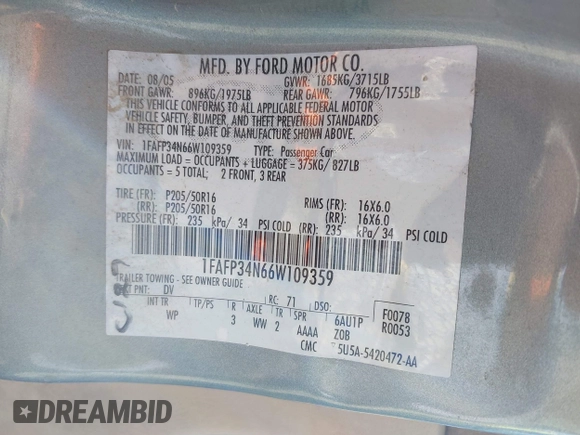 MFD. BY FORD MOTOR CO.
DATE: 08/05 GVWR: 1685KG/3715LB
FRONT GAWR: 896KG/1975LB REAR GAWR: 796KG/1755LB
THIS VEHICLE CONFORMS TO ALL APPLICABLE FEDERAL MOTOR
VEHICLE SAFETY, BUMPER, AND THEFT PREVENTION STANDARDS
IN EFFECT ON THE DATE OF MANUFACTURE SHOWN ABOVE.
VIN: 1FAFP34N66W109359 TYPE: Passenger Car
MAXIMUM LOAD = OCCUPANTS + LUGGAGE = 375KG/ 827LB
OCCUPANTS = 5 TOTAL; 2 FRONT, 3 REAR
TIRE (FR): P205/50R16 RIMS (FR): 16X6.0
(RR): P205/50R16 (RR): 16X6.0
PRESSURE (FR): 235 kPa/ 34 PSI COLD (RR): 235 kPa/ 34 PSI COLD
1FAFP34N66W109359
TRAILER TOWING - SEE OWNER GUIDE
EXT PNT: DV RC: 71 DSO: F0078
INT TR TP/PS R AXLE TR SPR 6AU1P R0053
WP 3 WW 2 AAAA Z0B
CMC 5U5A-5420472-AA
DREAMBID